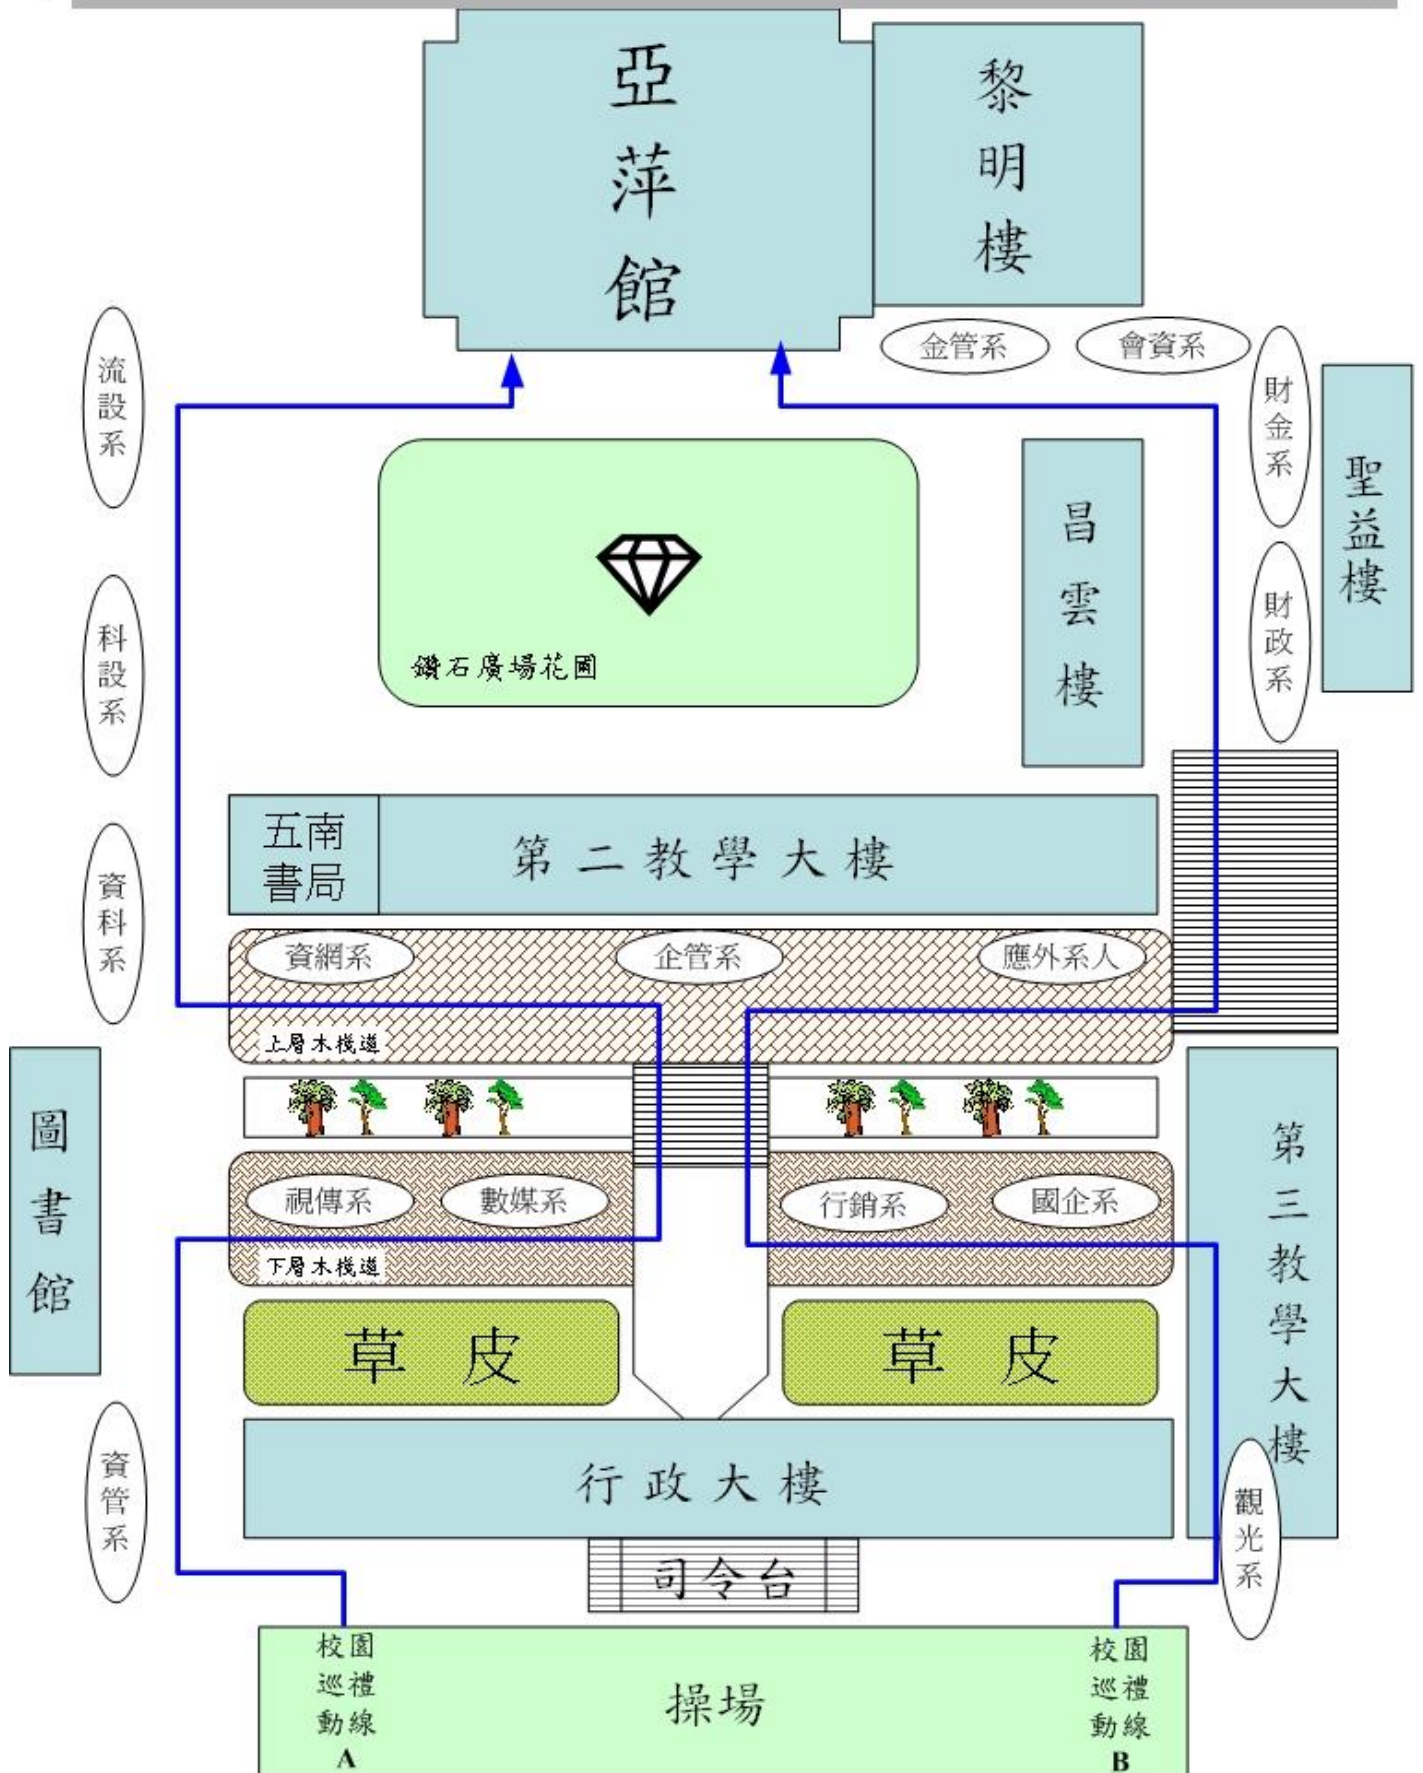 亞萍館
黎明樓
金管系
會資系
流設系
財金系
聖益樓
昌雲樓
鑽石廣場花圃
科設系
財政系
五南
書局
第二教學大樓
資科系
資網系
企管系
應外系人
上層木棧道
圖書館
第三教學大樓
視傳系
數媒系
行銷系
國企系
下層木棧道
草皮
草皮
資管系
行政大樓
觀光系
司令台
校園
巡禮
動線
A
操場
校園
巡禮
動線
B